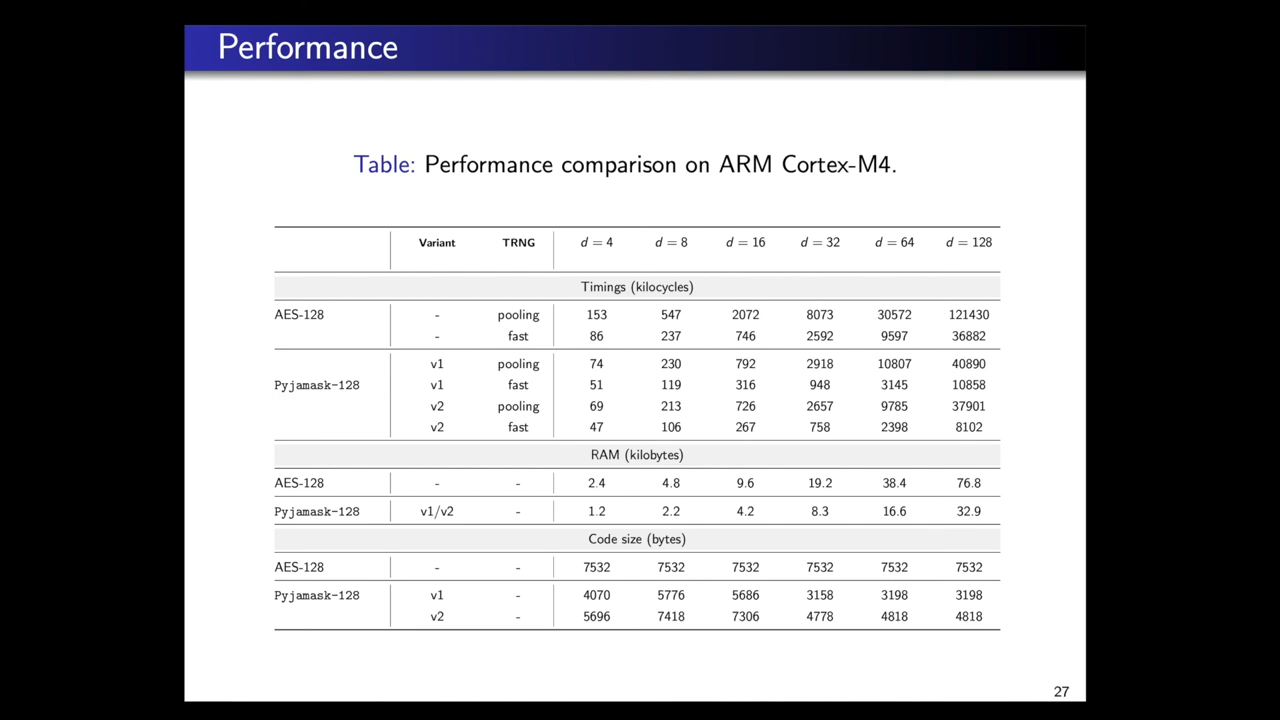 Performance
Table: Performance comparison on ARM Cortex-M4.
Variant TRNG d = 4 d = 8 d = 16 d = 32 d = 64 d = 128
Timings (kilocycles)
AES-128 - pooling 153 547 2072 8073 30572 121430
- fast 86 237 746 2592 9597 36882
v1 pooling 74 230 792 2918 10807 40890
Pyjamask-128 v1 fast 51 119 316 948 3145 10858
v2 pooling 69 213 726 2657 9785 37901
v2 fast 47 106 267 758 2398 8102
RAM (kilobytes)
AES-128 - - 2.4 4.8 9.6 19.2 38.4 76.8
Pyjamask-128 v1/v2 - 1.2 2.2 4.2 8.3 16.6 32.9
Code size (bytes)
AES-128 - - 7532 7532 7532 7532 7532 7532
Pyjamask-128 v1 - 4070 5776 5686 3158 3198 3198
v2 - 5696 7418 7306 4778 4818 4818
27